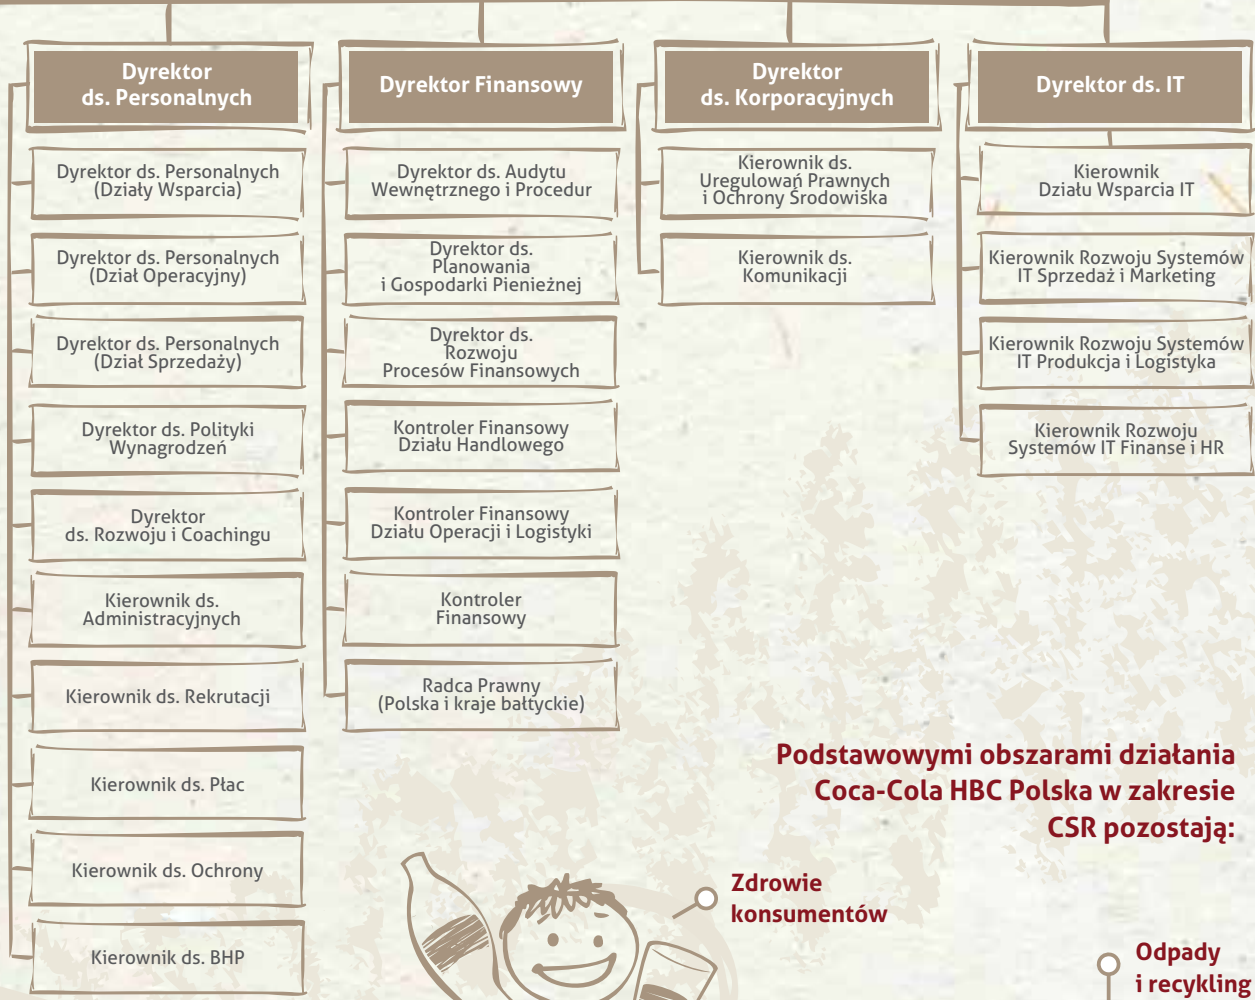 Dyrektor
ds. Personalnych
Dyrektor ds. Personalnych
(Działy Wsparcia)
Dyrektor ds. Personalnych
(Dział Operacyjny)
Dyrektor ds. Personalnych
(Dział Sprzedaży)
Dyrektor ds. Polityki
Wynagrodzeń
Dyrektor
ds. Rozwoju i Coachingu
Kierownik ds.
Administracyjnych
Kierownik ds. Rekrutacji
Kierownik ds. Płac
Kierownik ds. Ochrony
Kierownik ds. BHP
Dyrektor Finansowy
Dyrektor ds. Audytu
Wewnętrznego i Procedur
Dyrektor ds.
Planowania
i Gospodarki Pienieżnej
Dyrektor ds.
Rozwoju
Procesów Finansowych
Kontroler Finansowy
Działu Handlowego
Kontroler Finansowy
Działu Operacji i Logistyki
Kontroler
Finansowy
Radca Prawny
(Polska i kraje bałtyckie)
Dyrektor
ds. Korporacyjnych
Kierownik ds.
Uregulowań Prawnych
i Ochrony Środowiska
Kierownik ds.
Komunikacji
Dyrektor ds. IT
Kierownik
Działu Wsparcia IT
Kierownik Rozwoju Systemów
IT Sprzedaż i Marketing
Kierownik Rozwoju Systemów
IT Produkcja i Logistyka
Kierownik Rozwoju
Systemów IT Finanse i HR
Podstawowymi obszarami działania
Coca-Cola HBC Polska w zakresie
CSR pozostają:
Zdrowie
konsumentów
Odpady
i recykling